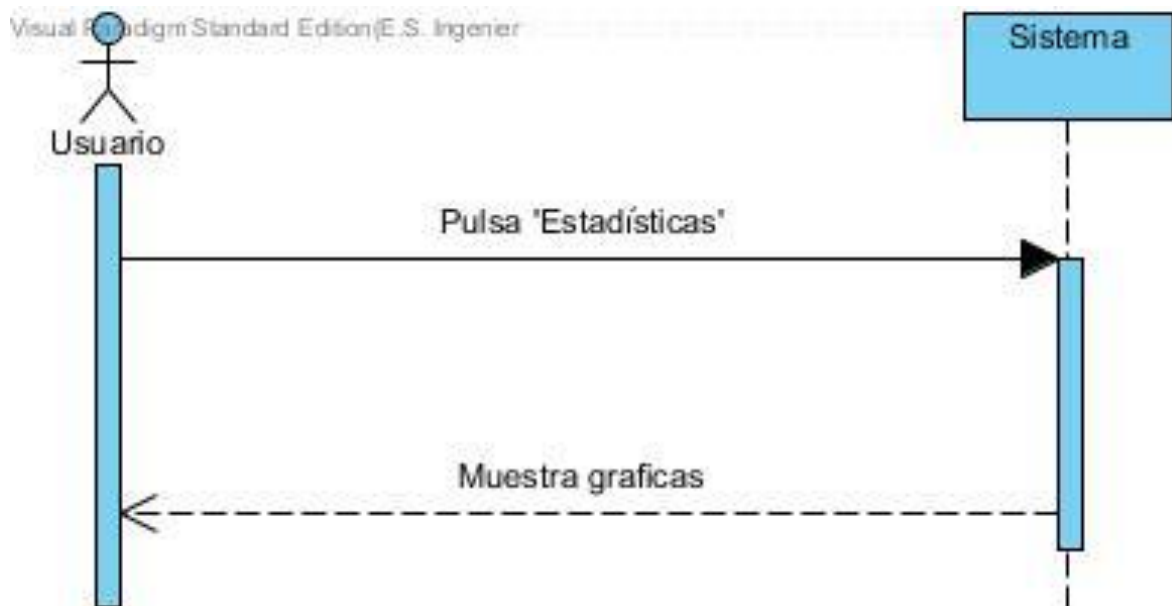 Visual Paradigm Standard Edition(E.S. Ingenier
Sistema
Usuario
Pulsa "Estadísticas"
Muestra graficas